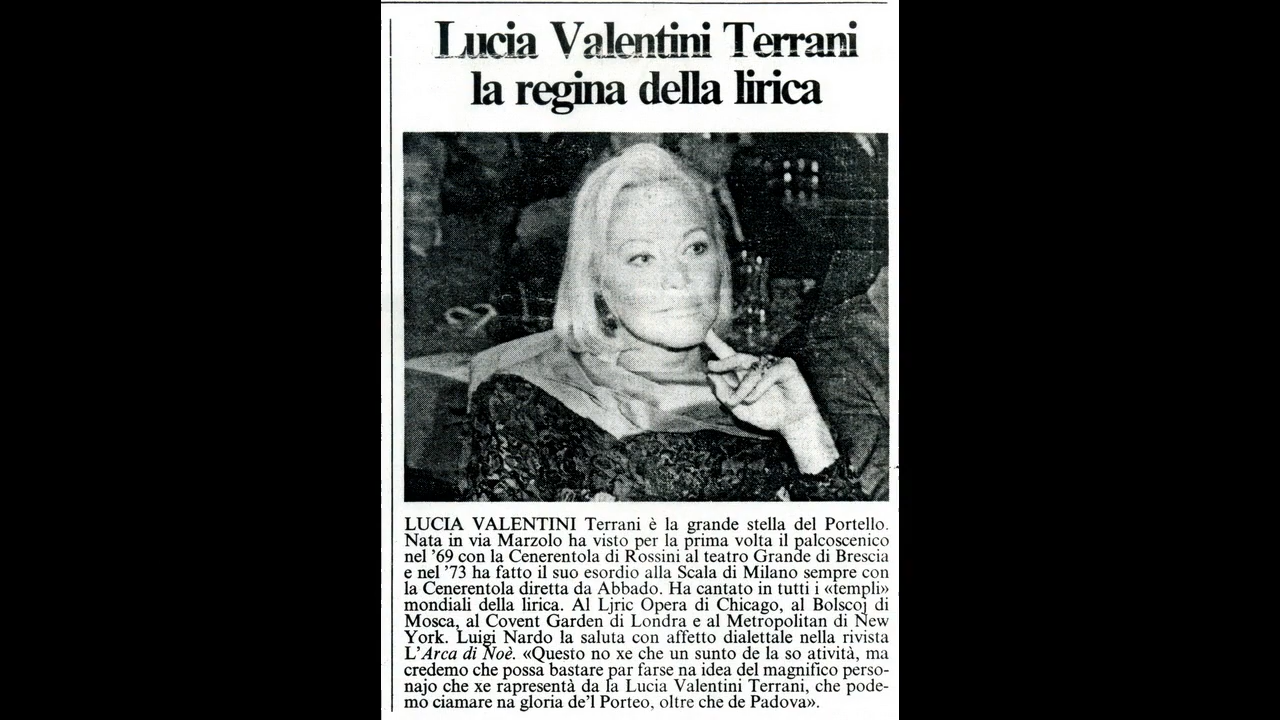 Lucia Valentini Terrani
la regina della lirica
LUCIA VALENTINI Terrani è la grande stella del Portello.
Nata in via Marzolo ha visto per la prima volta il palcoscenico
nel '69 con la Cenerentola di Rossini al teatro Grande di Brescia
e nel '73 ha fatto il suo esordio alla Scala di Milano sempre con
la Cenerentola diretta da Abbado. Ha cantato in tutti i «templi»
mondiali della lirica. Al Ljric Opera di Chicago, al Bolscoj di
Mosca, al Covent Garden di Londra e al Metropolitan di New
York. Luigi Nardo la saluta con affetto dialettale nella rivista
L'Arca di Noè. «Questo no xe che un sunto de la so atività, ma
credemo che possa bastare par farse na idea del magnifico perso-
najo che xe rapresentà da la Lucia Valentini Terrani, che pode-
mo ciamare na gloria de'l Porteo, oltre che de Padova».